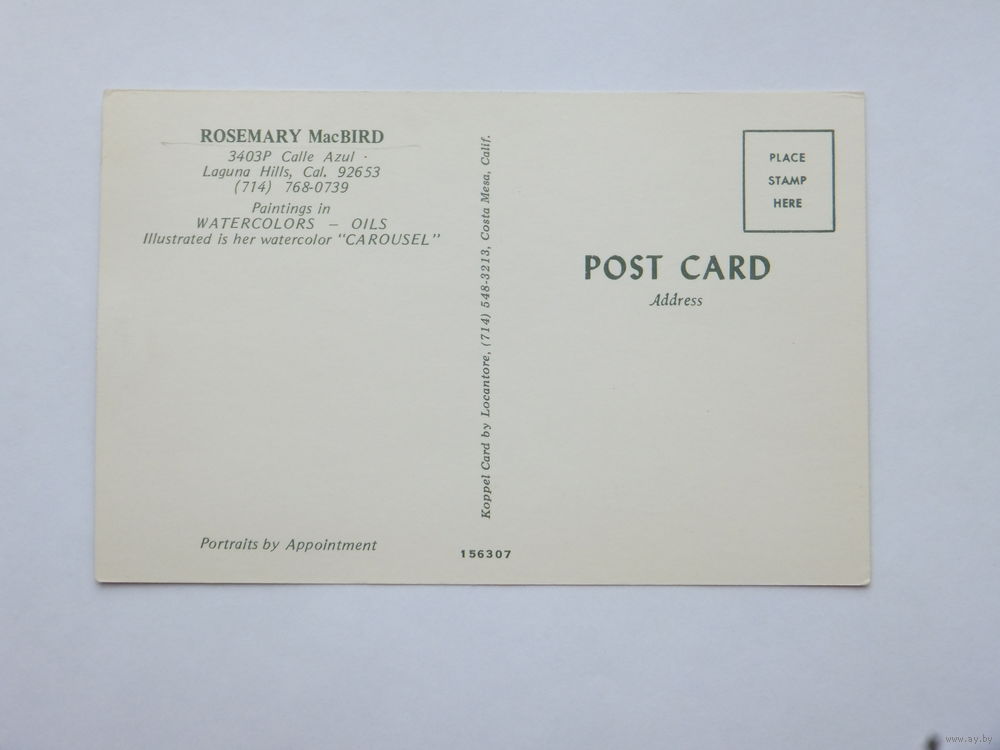 ROSEMARY MacBIRD
3403P Calle Azul ·
Laguna Hills, Cal. 92653
(714) 768-0739
Paintings in
WATERCOLORS — OILS
Illustrated is her watercolor "CAROUSEL"
Portraits by Appointment
Koppel Card by Locantore, (714) 548-3213, Costa Mesa, Calif.
156307
PLACE
STAMP
HERE
POST CARD
Address
www.ay.by